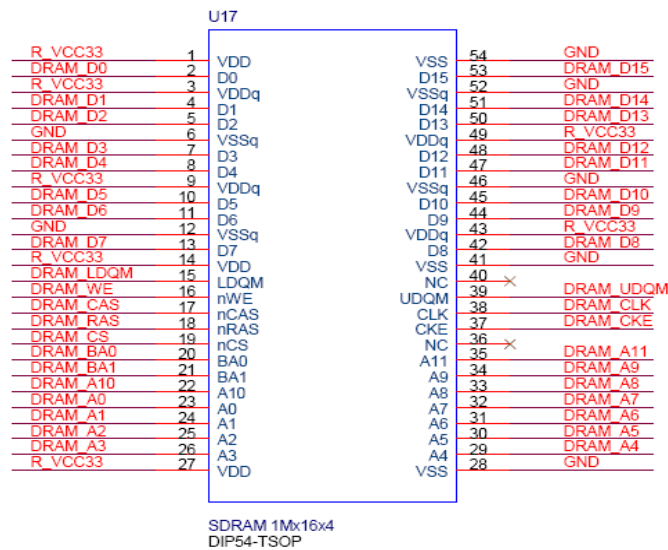 U17
R_VCC33 1 VDD VSS 54 GND
DRAM_D0 2 D0 D15 53 DRAM_D15
R_VCC33 3 VDDq VSSq 52 GND
DRAM_D1 4 D1 D14 51 DRAM_D14
DRAM_D2 5 D2 D13 50 DRAM_D13
GND 6 VSSq VDDq 49 R_VCC33
DRAM_D3 7 D3 D12 48 DRAM_D12
DRAM_D4 8 D4 D11 47 DRAM_D11
R_VCC33 9 VDDq VSSq 46 GND
DRAM_D5 10 D5 D10 45 DRAM_D10
DRAM_D6 11 D6 D9 44 DRAM_D9
GND 12 VSSq VDDq 43 R_VCC33
DRAM_D7 13 D7 D8 42 DRAM_D8
R_VCC33 14 VDD VSS 41 GND
DRAM_LDQM 15 LDQM NC 40
DRAM_WE 16 nWE UDQM 39 DRAM_UDQM
DRAM_CAS 17 nCAS CLK 38 DRAM_CLK
DRAM_RAS 18 nRAS CKE 37 DRAM_CKE
DRAM_CS 19 nCS NC 36
DRAM_BA0 20 BA0 A11 35 DRAM_A11
DRAM_BA1 21 BA1 A9 34 DRAM_A9
DRAM_A10 22 A10 A8 33 DRAM_A8
DRAM_A0 23 A0 A7 32 DRAM_A7
DRAM_A1 24 A1 A6 31 DRAM_A6
DRAM_A2 25 A2 A5 30 DRAM_A5
DRAM_A3 26 A3 A4 29 DRAM_A4
R_VCC33 27 VDD VSS 28 GND
SDRAM 1Mx16x4
DIP54-TSOP